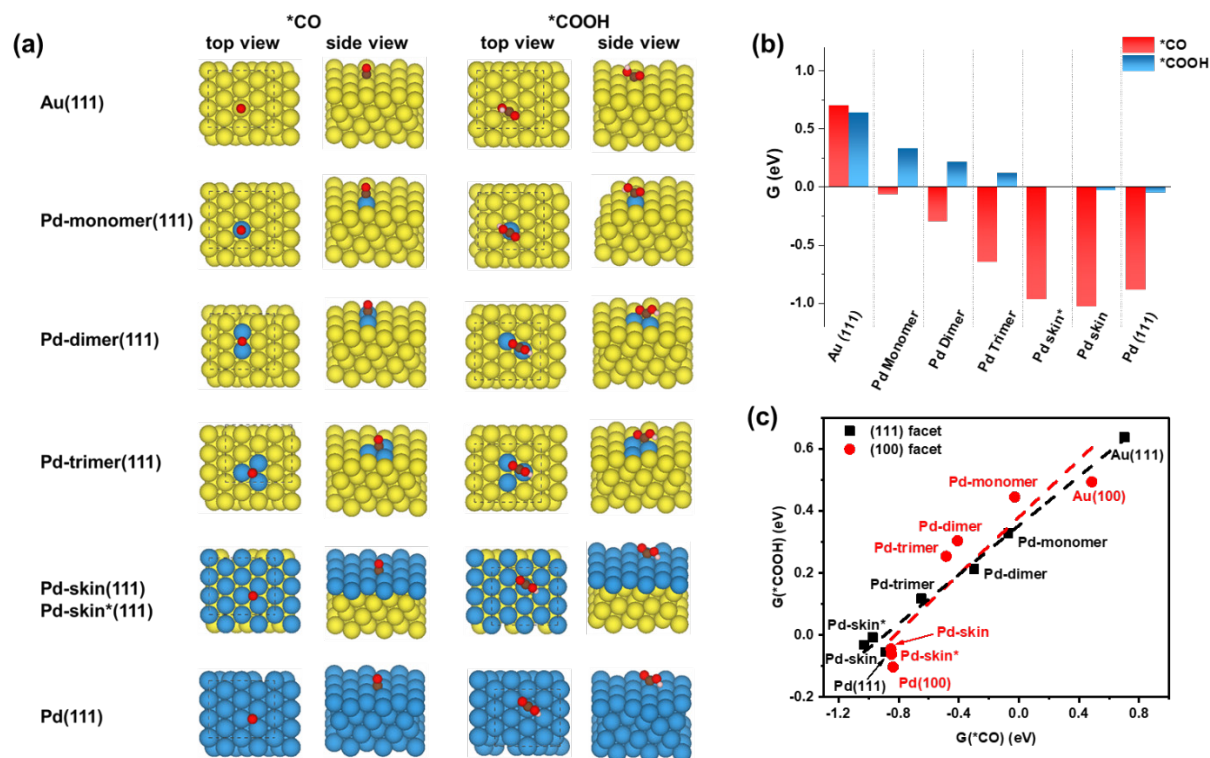 (a)
*CO
*COOH
top view
side view
top view
side view
Au(111)
Pd-monomer(111)
Pd-dimer(111)
Pd-trimer(111)
Pd-skin(111)
Pd-skin*(111)
Pd(111)
(b)
*CO
*COOH
G (eV)
1.0
0.5
0
-0.5
-1.0
Au (111)
Pd Monomer
Pd Dimer
Pd Trimer
Pd skin*
Pd skin
Pd (111)
(c)
(111) facet
(100) facet
G(*COOH) (eV)
0.6
0.4
0.2
0.0
-0.2
Au(111)
Pd-monomer
Au(100)
Pd-dimer
Pd-monomer
Pd-trimer
Pd-dimer
Pd-trimer
Pd-skin*
Pd-skin
Pd-skin
Pd-skin*
Pd(111)
Pd(100)
-1.2
-0.8
-0.4
0.0
0.4
0.8
G(*CO) (eV)